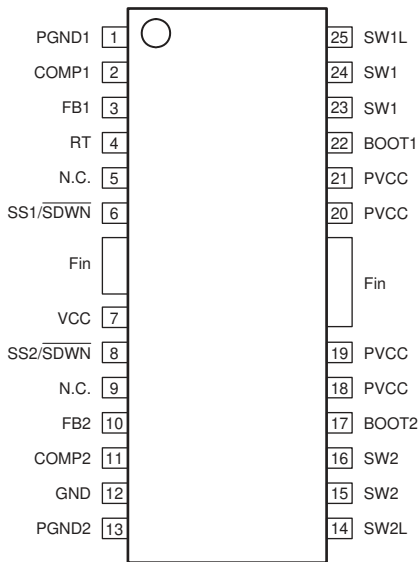 PGND1 1 25 SW1L
COMP1 2 24 SW1
FB1 3 23 SW1
RT 4 22 BOOT1
N.C. 5 21 PVCC
SS1/SDWN 6 20 PVCC
Fin
Fin
VCC 7
SS2/SDWN 8 19 PVCC
N.C. 9 18 PVCC
FB2 10 17 BOOT2
COMP2 11 16 SW2
GND 12 15 SW2
PGND2 13 14 SW2L